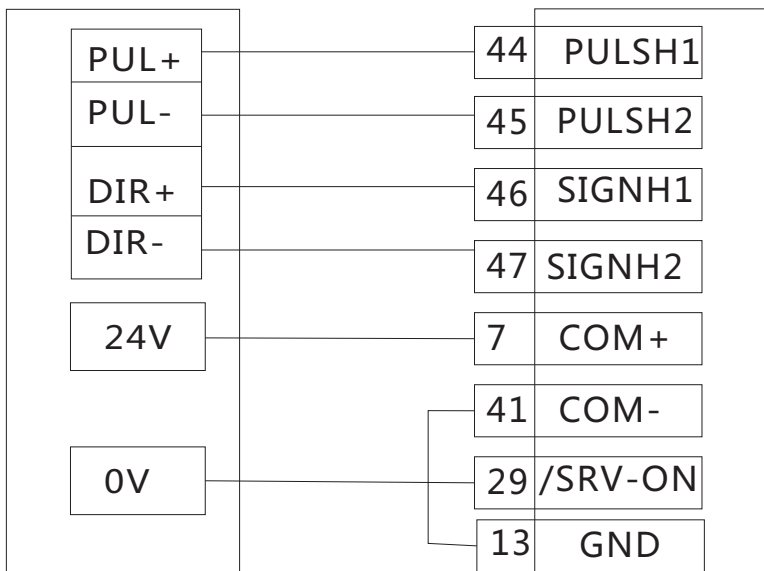 PUL+
PUL-
DIR+
DIR-
24V
0V
44 PULSH1
45 PULSH2
46 SIGNH1
47 SIGNH2
7 COM+
41 COM-
29 /SRV-ON
13 GND